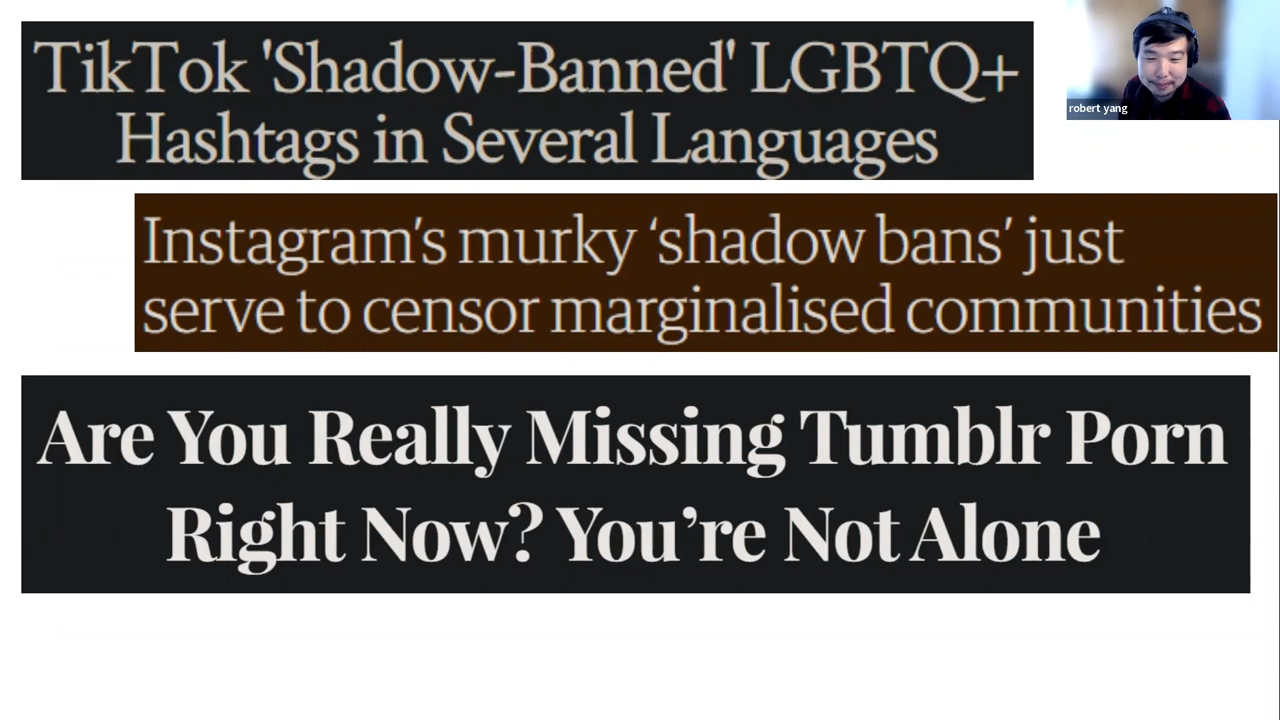 TikTok 'Shadow-Banned' LGBTQ+
Hashtags in Several Languages
robert yang
Instagram’s murky ‘shadow bans’ just
serve to censor marginalised communities
Are You Really Missing Tumblr Porn
Right Now? You’re Not Alone